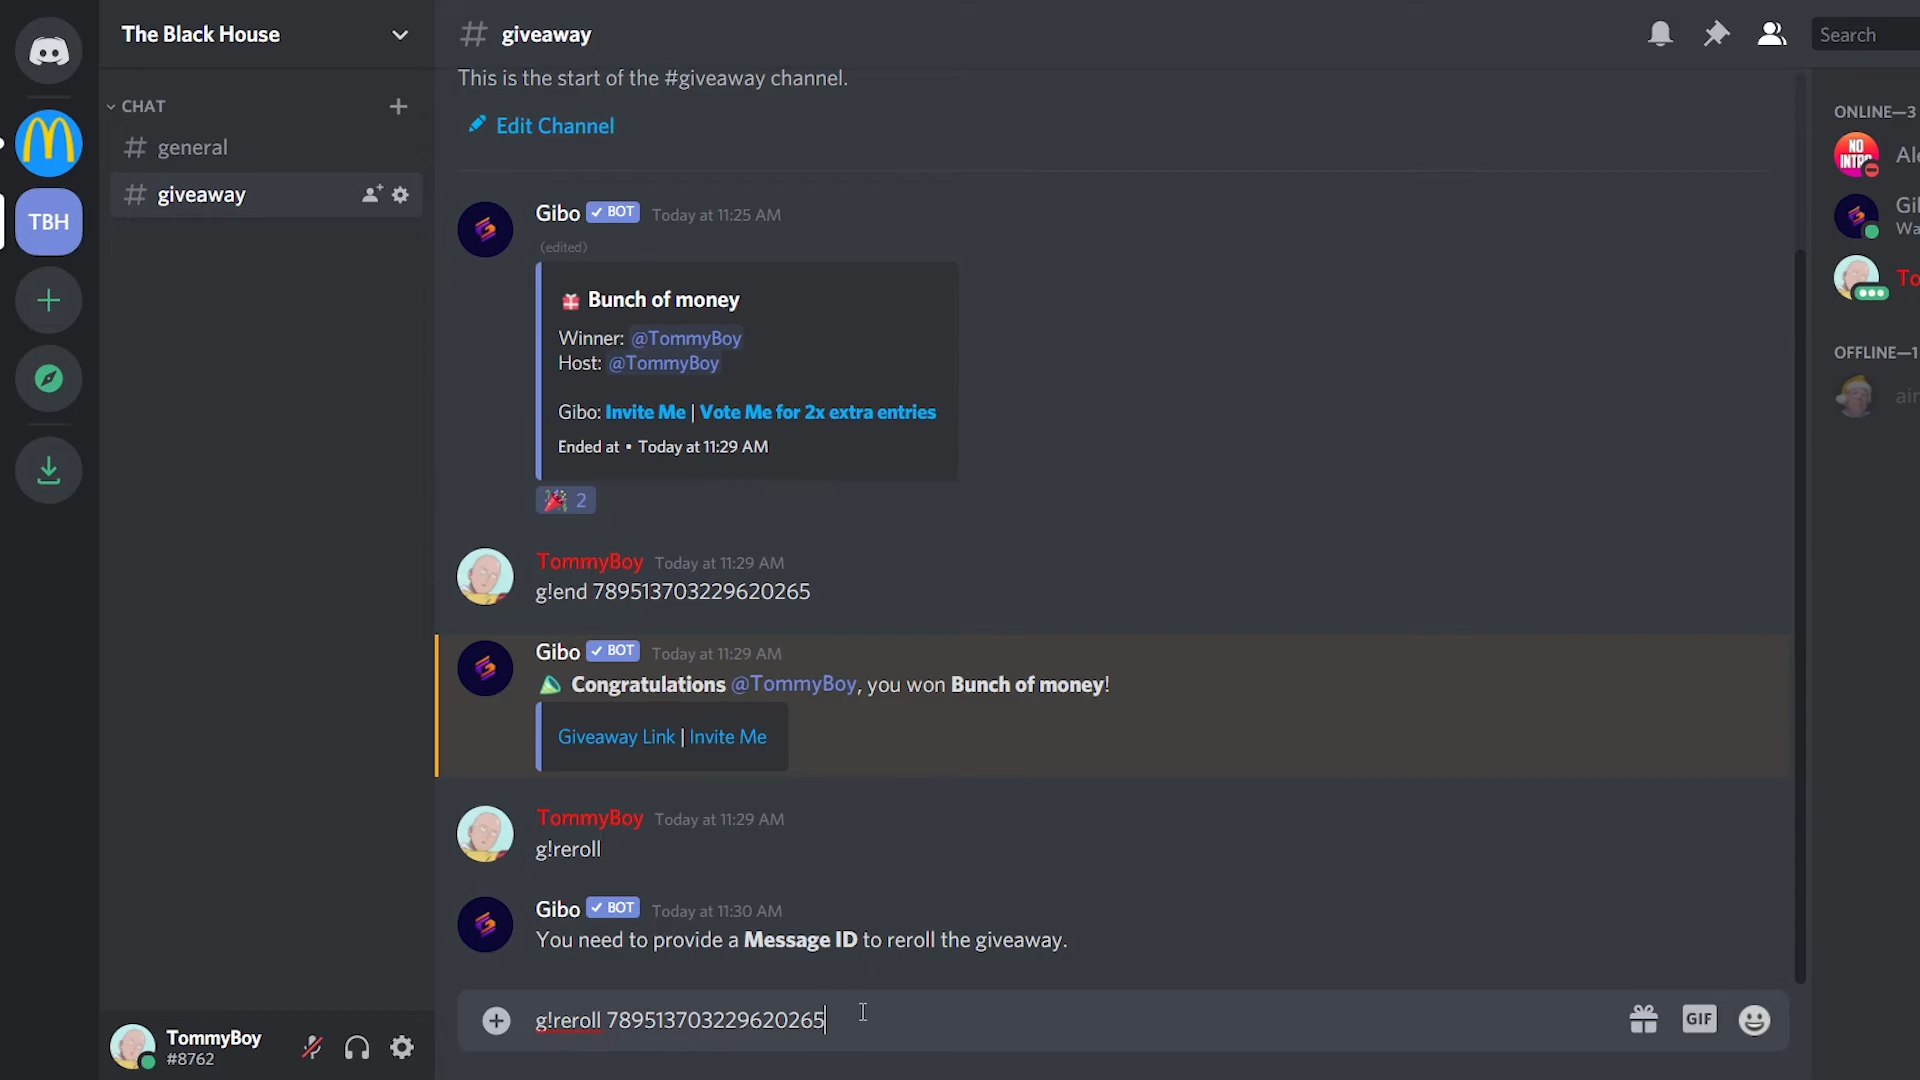 The Black House
CHAT
general
giveaway
TBH
giveaway
Search
This is the start of the #giveaway channel.
Edit Channel
Gibo BOT Today at 11:25 AM
(edited)
Bunch of money
Winner: @TommyBoy
Host: @TommyBoy
Gibo: Invite Me | Vote Me for 2x extra entries
Ended at • Today at 11:29 AM
2
TommyBoy Today at 11:29 AM
g!end 789513703229620265
Gibo BOT Today at 11:29 AM
Congratulations @TommyBoy, you won Bunch of money!
Giveaway Link | Invite Me
TommyBoy Today at 11:29 AM
g!reroll
Gibo BOT Today at 11:30 AM
You need to provide a Message ID to reroll the giveaway.
g!reroll 789513703229620265
GIF
TommyBoy
#8762
ONLINE—3
NO
INTRO
OFFLINE—1